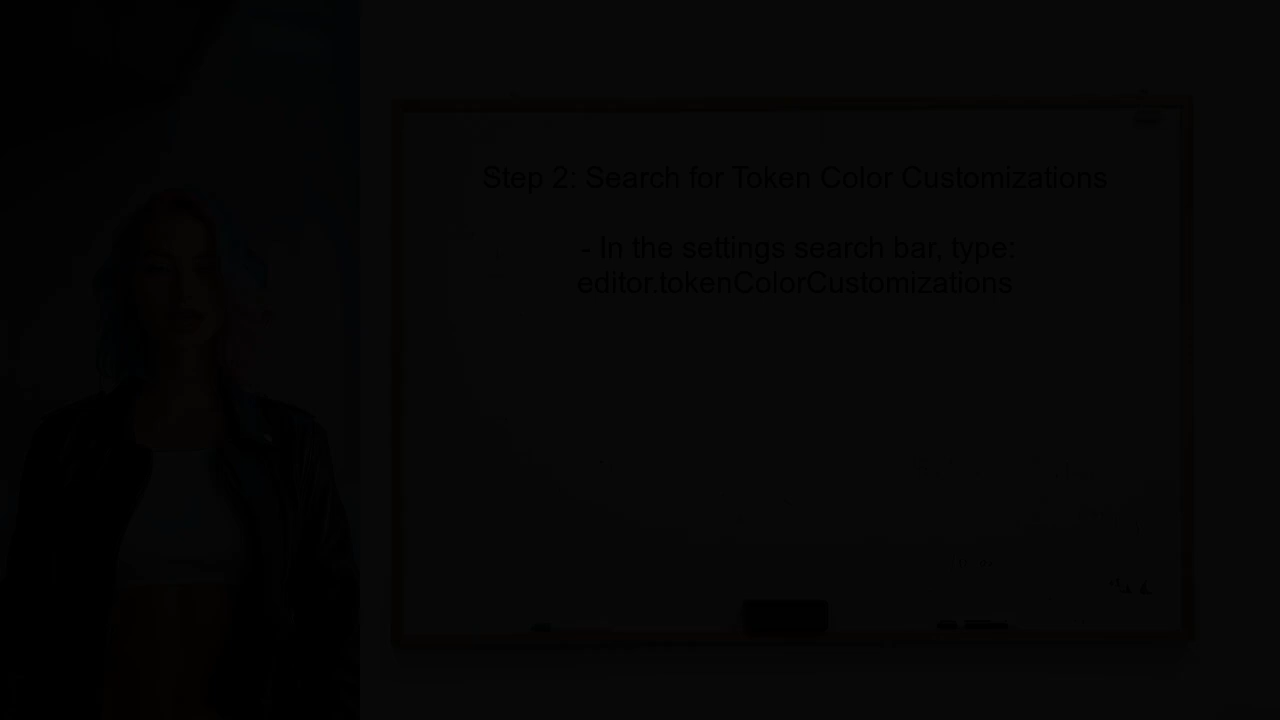 Step 2: Search for Token Color Customizations
- In the settings search bar, type:
editor.tokenColorCustomizations